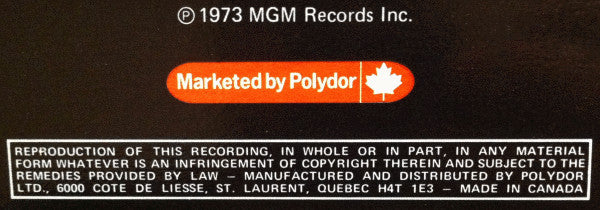 ℗ 1973 MGM Records Inc.
Marketed by Polydor
REPRODUCTION OF THIS RECORDING, IN WHOLE OR IN PART, IN ANY MATERIAL
FORM WHATEVER IS AN INFRINGEMENT OF COPYRIGHT THEREIN AND SUBJECT TO THE
REMEDIES PROVIDED BY LAW – MANUFACTURED AND DISTRIBUTED BY POLYDOR
LTD., 6000 COTE DE LIESSE, ST. LAURENT, QUEBEC H4T 1E3 – MADE IN CANADA